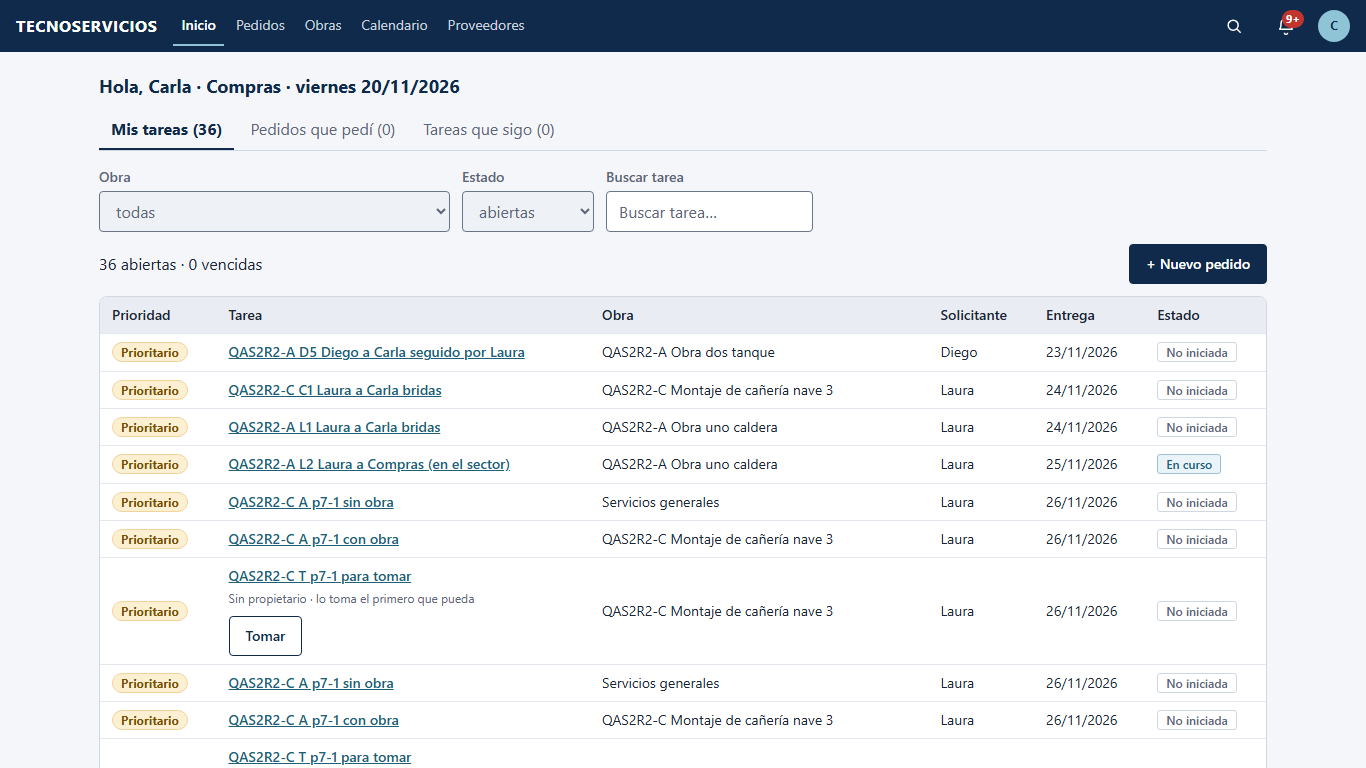 TECNOSERVICIOS Inicio Pedidos Obras Calendario Proveedores 9+ C
Hola, Carla · Compras · viernes 20/11/2026
Mis tareas (36) Pedidos que pedí (0) Tareas que sigo (0)
Obra Estado Buscar tarea
todas abiertas Buscar tarea...
36 abiertas · 0 vencidas + Nuevo pedido
Prioridad Tarea Obra Solicitante Entrega Estado
Prioritario QAS2R2-A D5 Diego a Carla seguido por Laura QAS2R2-A Obra dos tanque Diego 23/11/2026 No iniciada
Prioritario QAS2R2-C C1 Laura a Carla bridas QAS2R2-C Montaje de cañería nave 3 Laura 24/11/2026 No iniciada
Prioritario QAS2R2-A L1 Laura a Carla bridas QAS2R2-A Obra uno caldera Laura 24/11/2026 No iniciada
Prioritario QAS2R2-A L2 Laura a Compras (en el sector) QAS2R2-A Obra uno caldera Laura 25/11/2026 En curso
Prioritario QAS2R2-C A p7-1 sin obra Servicios generales Laura 26/11/2026 No iniciada
Prioritario QAS2R2-C A p7-1 con obra QAS2R2-C Montaje de cañería nave 3 Laura 26/11/2026 No iniciada
QAS2R2-C T p7-1 para tomar
Sin propietario · lo toma el primero que pueda
Prioritario QAS2R2-C Montaje de cañería nave 3 Laura 26/11/2026 No iniciada
Tomar
Prioritario QAS2R2-C A p7-1 sin obra Servicios generales Laura 26/11/2026 No iniciada
Prioritario QAS2R2-C A p7-1 con obra QAS2R2-C Montaje de cañería nave 3 Laura 26/11/2026 No iniciada
QAS2R2-C T p7-1 para tomar